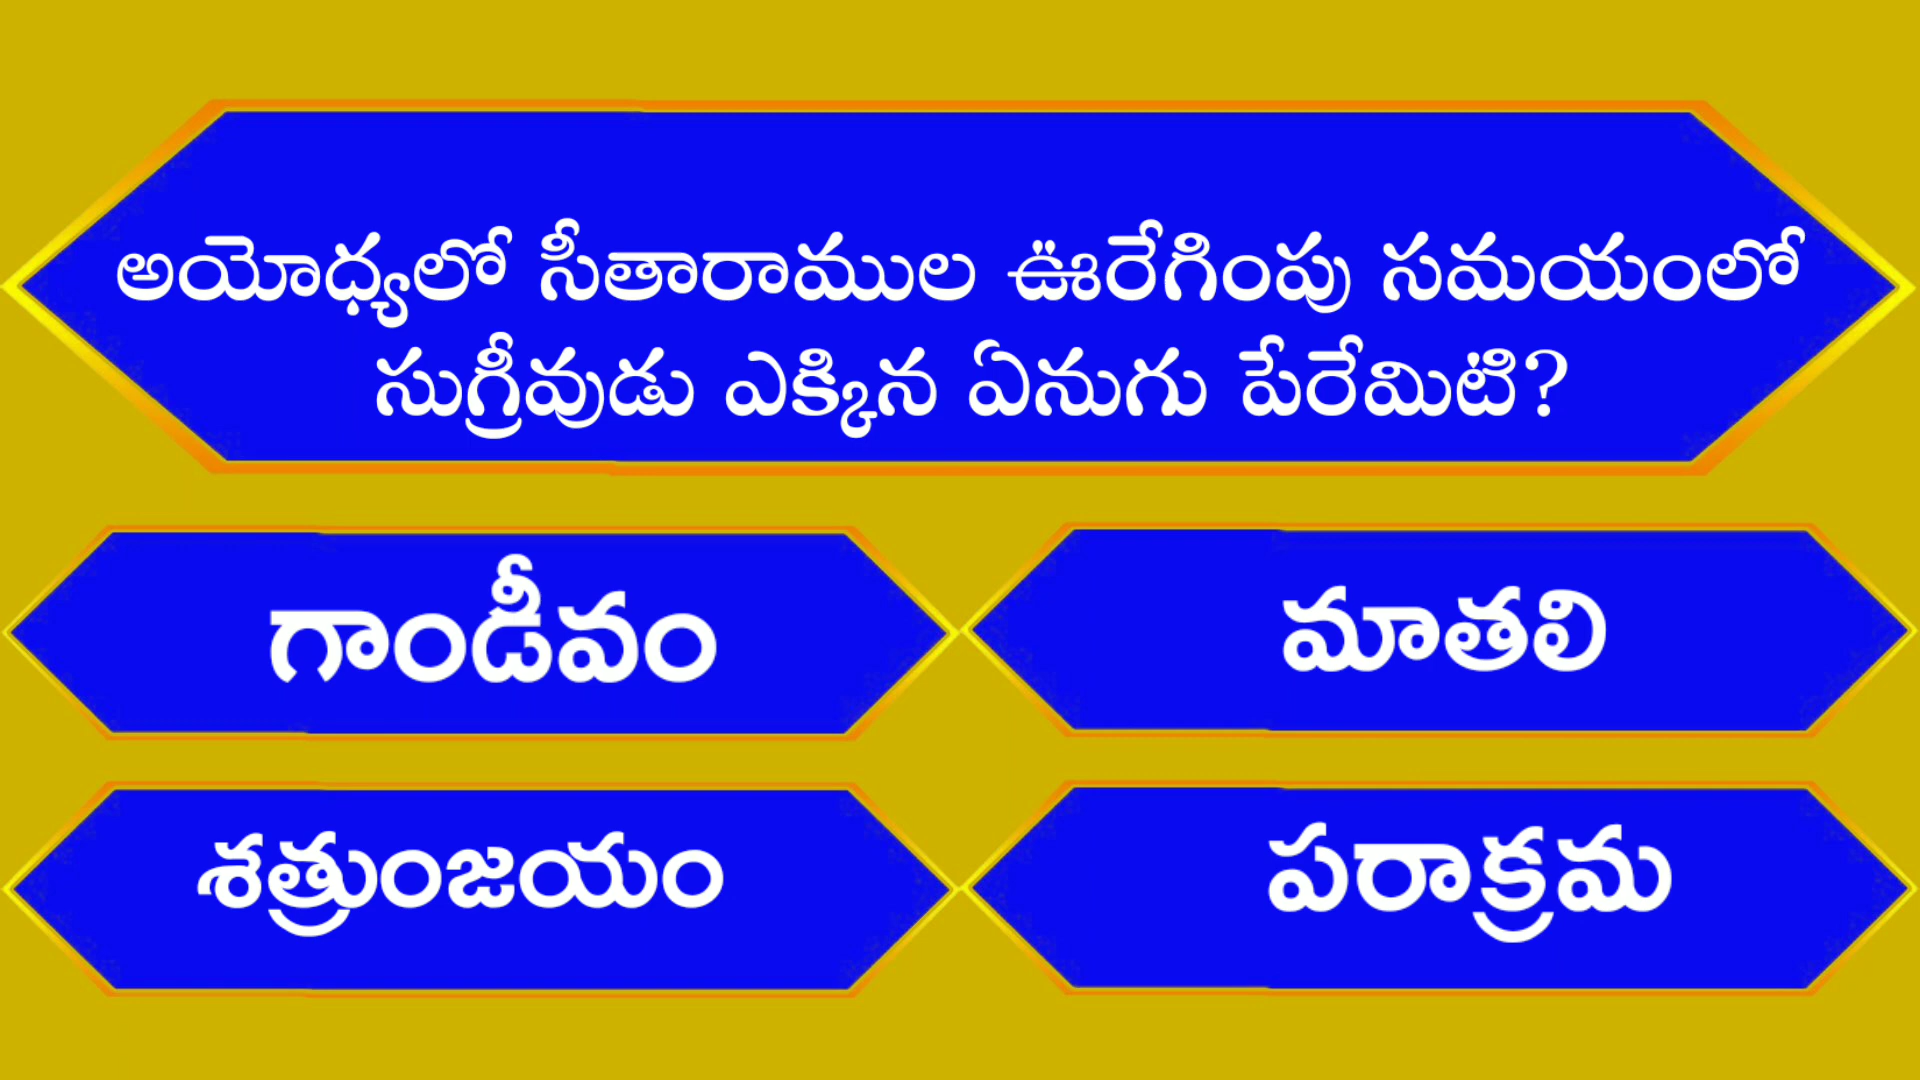 అయోధ్యలో సీతారాముల ఊరేగింపు సమయంలో
సుగ్రీవుడు ఎక్కిన ఏనుగు పేరేమిటి?
గాండీవం
మాతలి
శత్రుంజయం
పరాక్రమ